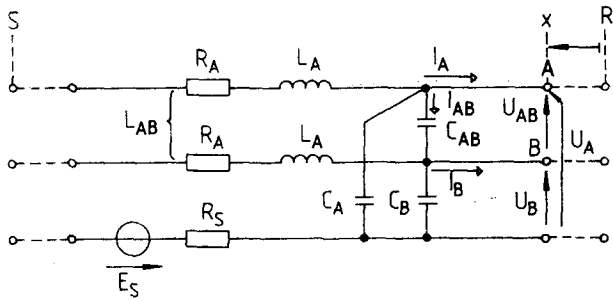 S
X
R
R_A
L_A
I_A
A
I_AB
L_AB
C_AB
U_AB
U_A
R_A
L_A
B
I_B
C_A
C_B
U_B
R_S
E_S